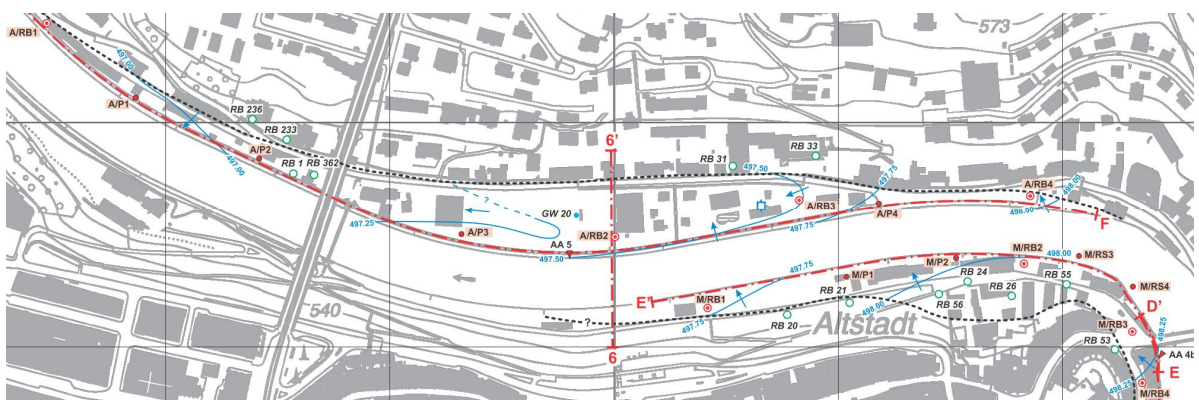 A/RB1
497.00
573
A/P1
RB 236
RB 233
6'
A/P2
497.00
RB 1
RB 362
RB 31
RB 33
497.50
497.75
A/RB4
498.00
?
GW 20
A/RB3
A/P4
498.00
F
497.25
A/P3
A/RB2
AA 5
497.50
497.75
M/RB2
498.00
M/RS3
M/P2
497.75
M/P1
RB 24
RB 55
M/RS4
E'
RB 21
RB 56
RB 26
540
M/RB1
498.00
D'
?
497.75
RB 20
Altstadt
M/RB3
498.25
RB 53
6
AA 4b
E
498.25
M/RB4